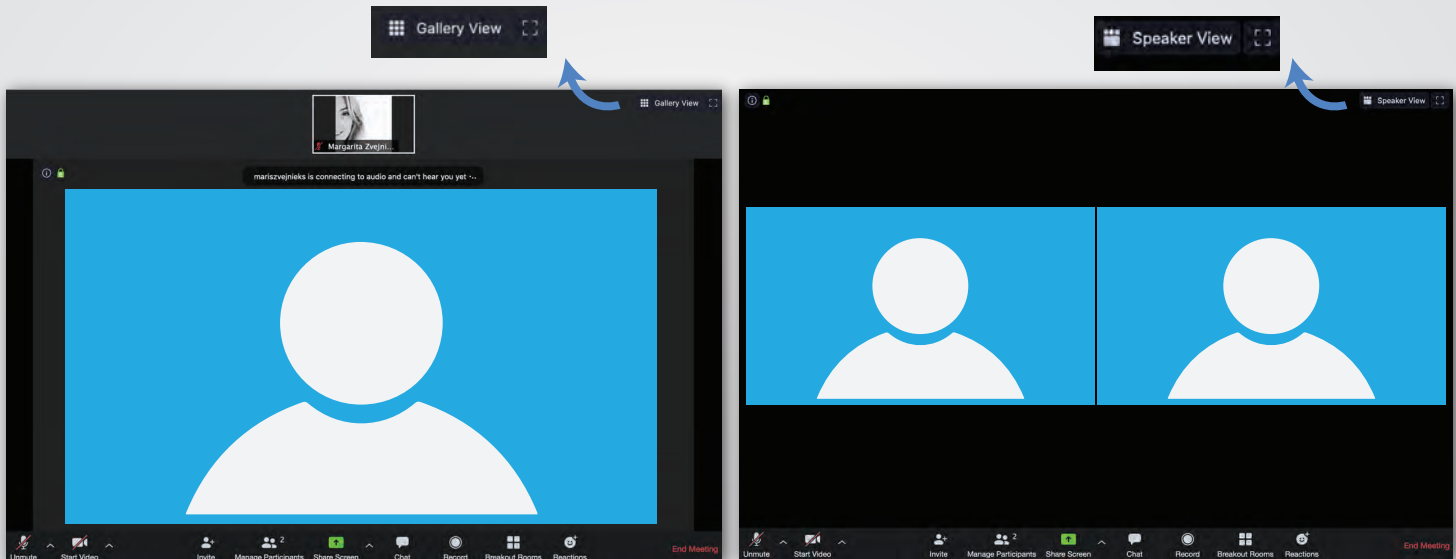 Gallery View
Speaker View
Gallery View
Margarita Zvejni...
mariszvejnieks is connecting to audio and can't hear you yet ...
Unmute
Start Video
Invite
2
Manage Participants
Share Screen
Chat
Record
Breakout Rooms
Reactions
End Meeting
Speaker View
Unmute
Start Video
Invite
2
Manage Participants
Share Screen
Chat
Record
Breakout Rooms
Reactions
End Meeting